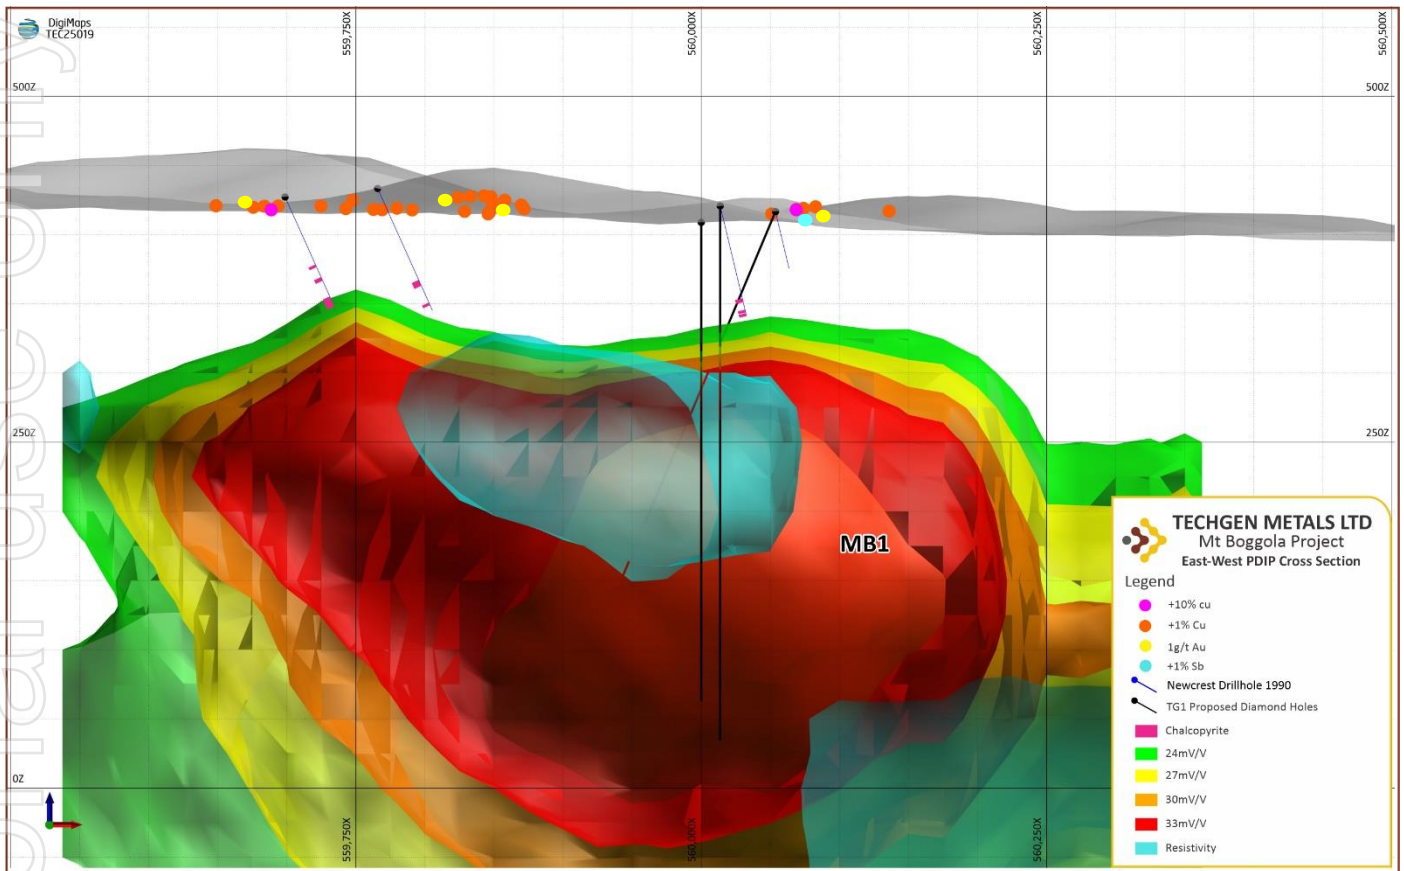 DigiMaps
TEC25019
559,750X
560,000X
560,250X
560,500X
500Z
500Z
250Z
250Z
MB1
0Z
559,750X
560,000X
560,250X
TECHGEN METALS LTD
Mt Boggola Project
East-West PDIP Cross Section
Legend
+10% cu
+1% Cu
1g/t Au
+1% Sb
Newcrest Drillhole 1990
TG1 Proposed Diamond Holes
Chalcopyrite
24mV/V
27mV/V
30mV/V
33mV/V
Resistivity